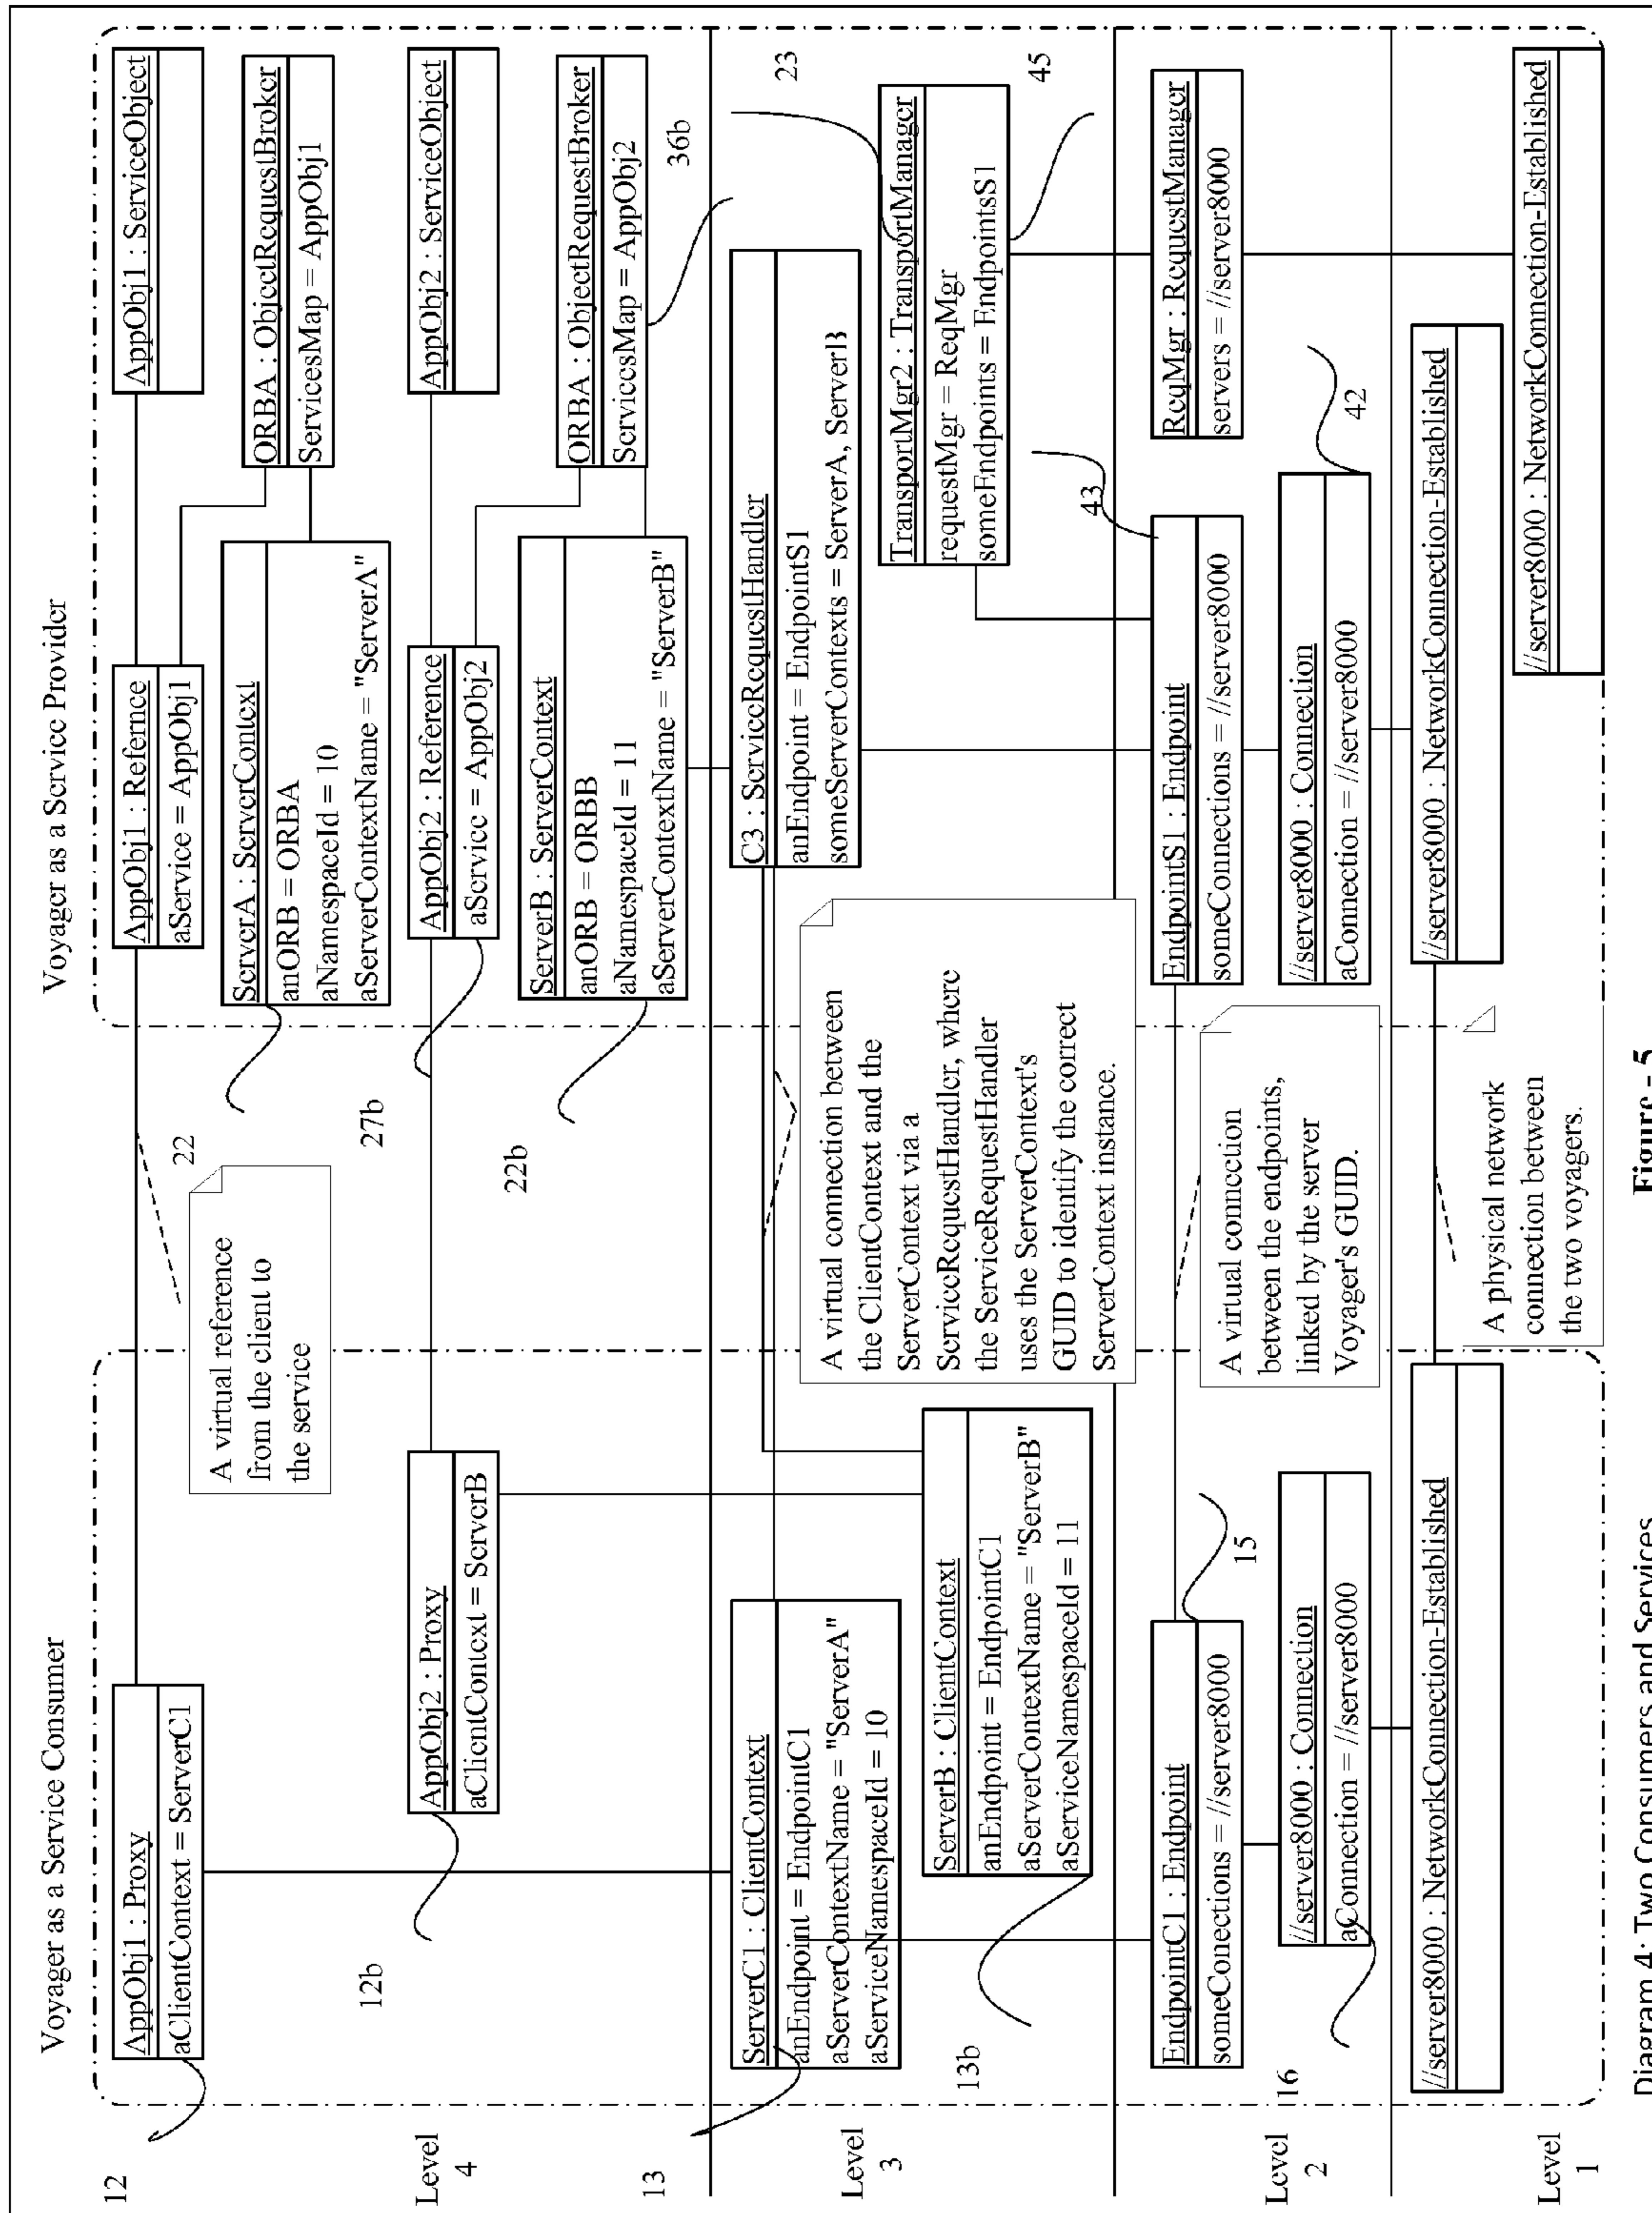 Voyager as a Service Consumer
Voyager as a Service Provider
12
Level
4
13
Level
3
Level
2
Level
1
AppObj1 : Proxy
aClientContext = ServerC1
A virtual reference
from the client to
the service
22
AppObj1 : Refernce
aService = AppObj1
AppObj1 : ServiceObject
ORBA : ObjectRequestBroker
ServicesMap = AppObj1
ServerA : ServerContext
anORB = ORBA
aNamespaceId = 10
aServerContextName = "ServerA"
27b
12b
AppObj2 : Proxy
aClientContext = ServerB
AppObj2 : Reference
aService = AppObj2
AppObj2 : ServiceObject
ORBA : ObjectRequestBroker
ServicesMap = AppObj2
36b
22b
ServerB : ServerContext
anORB = ORBB
aNamespaceId = 11
aServerContextName = "ServerB"
ServerC1 : ClientContext
anEndpoint = EndpointC1
aServerContextName = "ServerA"
aServiceNamespaceId = 10
13b
ServerB : ClientContext
anEndpoint = EndpointC1
aServerContextName = "ServerB"
aServiceNamespaceId = 11
A virtual connection between
the ClientContext and the
ServerContext via a
ServiceRequestHandler, where
the ServiceRequestHandler
uses the ServerContext's
GUID to identify the correct
ServerContext instance.
C3 : ServiceRequestHandler
anEndpoint = EndpointS1
someServerContexts = ServerA, ServerB
23
TransportMgr2 : TransportManager
requestMgr = ReqMgr
someEndpoints = EndpointsS1
45
EndpointC1 : Endpoint
someConections = //server8000
15
16
//server8000 : Connection
aConnection = //server8000
A virtual connection
between the endpoints,
linked by the server
Voyager's GUID.
43
EndpointS1 : Endpoint
someConnections = //server8000
//server8000 : Connection
aConnection = //server8000
42
ReqMgr : RequestManager
servers = //server8000
//server8000 : NetworkConnection-Established
A physical network
connection between
the two voyagers.
//server8000 : NetworkConnection-Established
//server8000 : NetworkConnection-Established
Diagram 4: Two Consumers and Services
Figure - 5